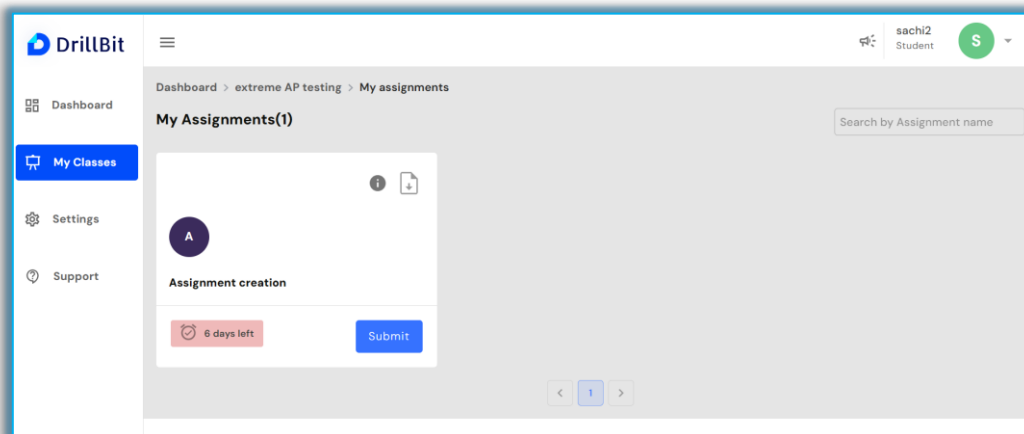 DrillBit
sachi2
Student
S
Dashboard
My Classes
Settings
Support
Dashboard > extreme AP testing > My assignments
My Assignments(1)
Search by Assignment name
A
Assignment creation
6 days left
Submit
< 1 >